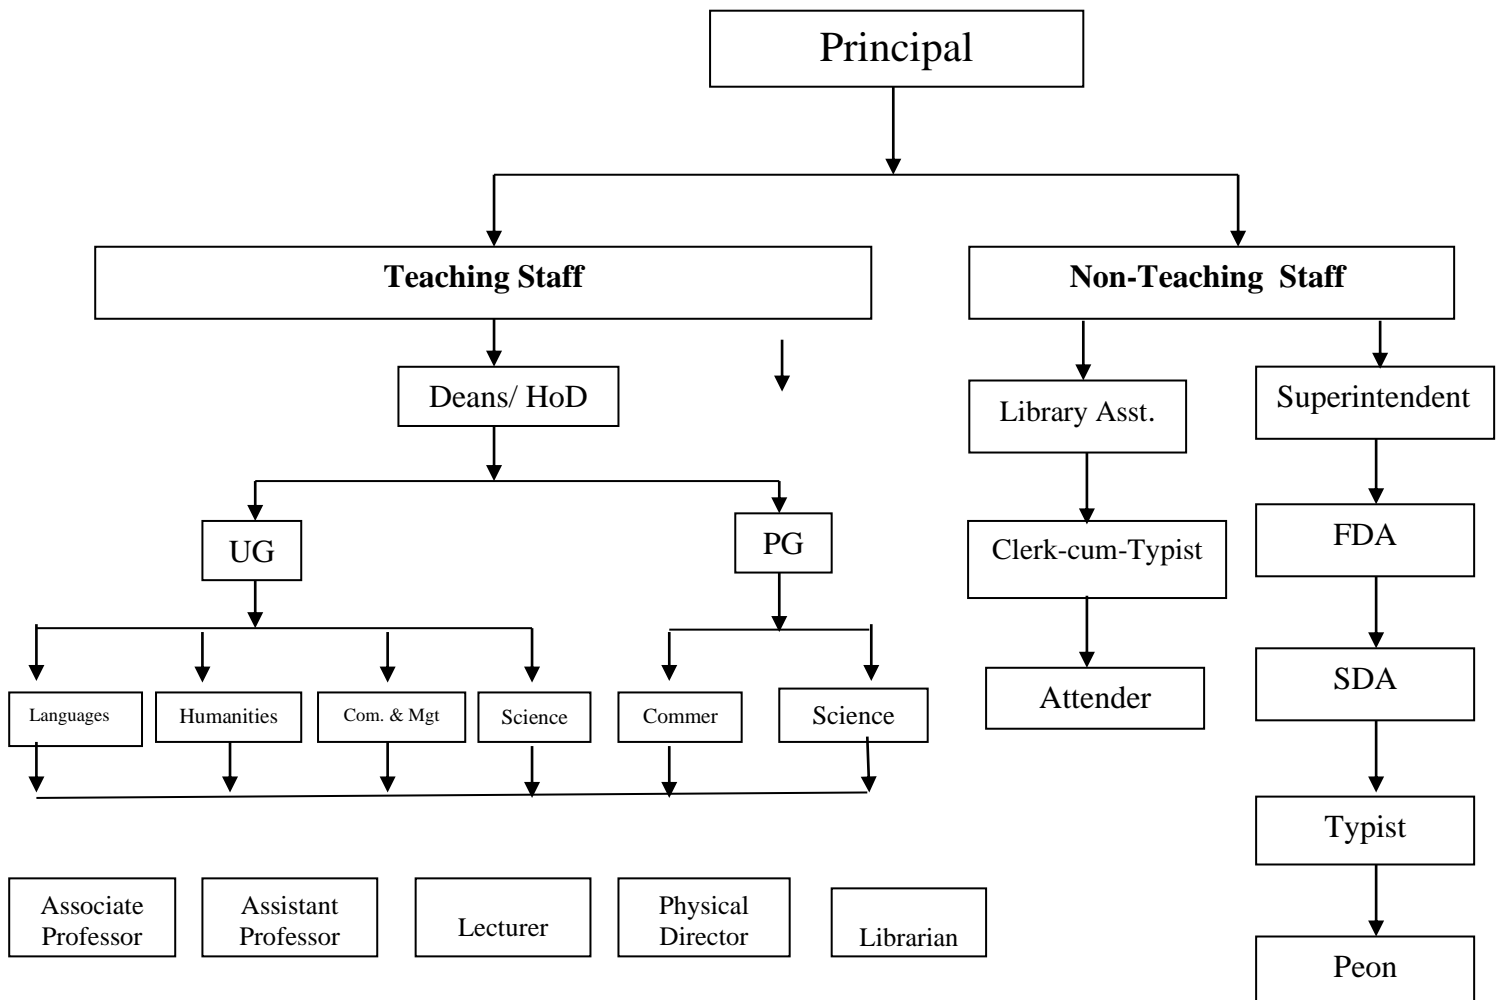 Principal
Teaching Staff
Non-Teaching Staff
Deans/ HoD
Library Asst.
Superintendent
UG
PG
Clerk-cum-Typist
FDA
Languages
Humanities
Com. & Mgt
Science
Commer
Science
Attender
SDA
Typist
Associate
Professor
Assistant
Professor
Lecturer
Physical
Director
Librarian
Peon